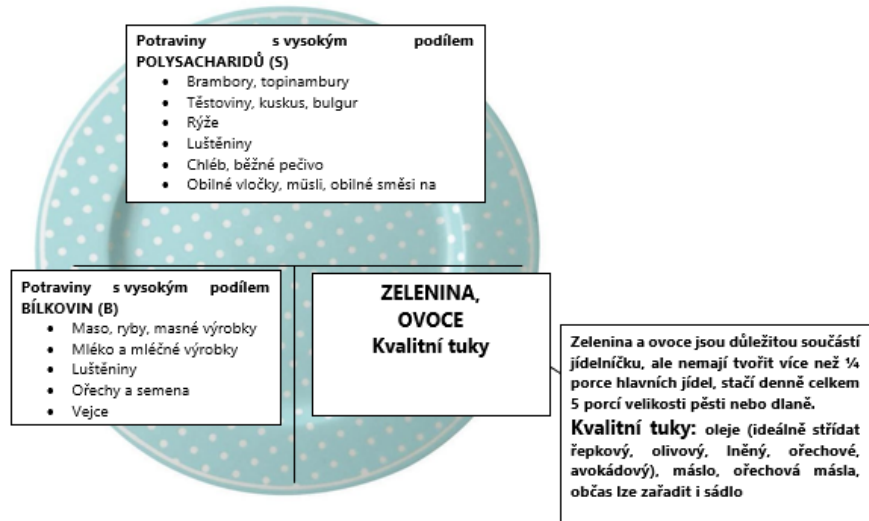 Potraviny s vysokým podílem
POLYSACHARIDŮ (S)
• Brambory, topinambury
• Těstoviny, kuskus, bulgur
• Rýže
• Luštěniny
• Chléb, běžné pečivo
• Obilné vločky, müsli, obilné směsi na
Potraviny s vysokým podílem
BÍLKOVIN (B)
• Maso, ryby, masné výrobky
• Mléko a mléčné výrobky
• Luštěniny
• Ořechy a semena
• Vejce
ZELENINA,
OVOCE
Kvalitní tuky
Zelenina a ovoce jsou důležitou součástí
jídelníčku, ale nemají tvořit více než ¼
porce hlavních jídel, stačí denně celkem
5 porcí velikosti pěsti nebo dlaně.
Kvalitní tuky: oleje (ideálně střídat
řepkový, olivový, lněný, ořechové,
avokádový), máslo, ořechová másla,
občas lze zařadit i sádlo